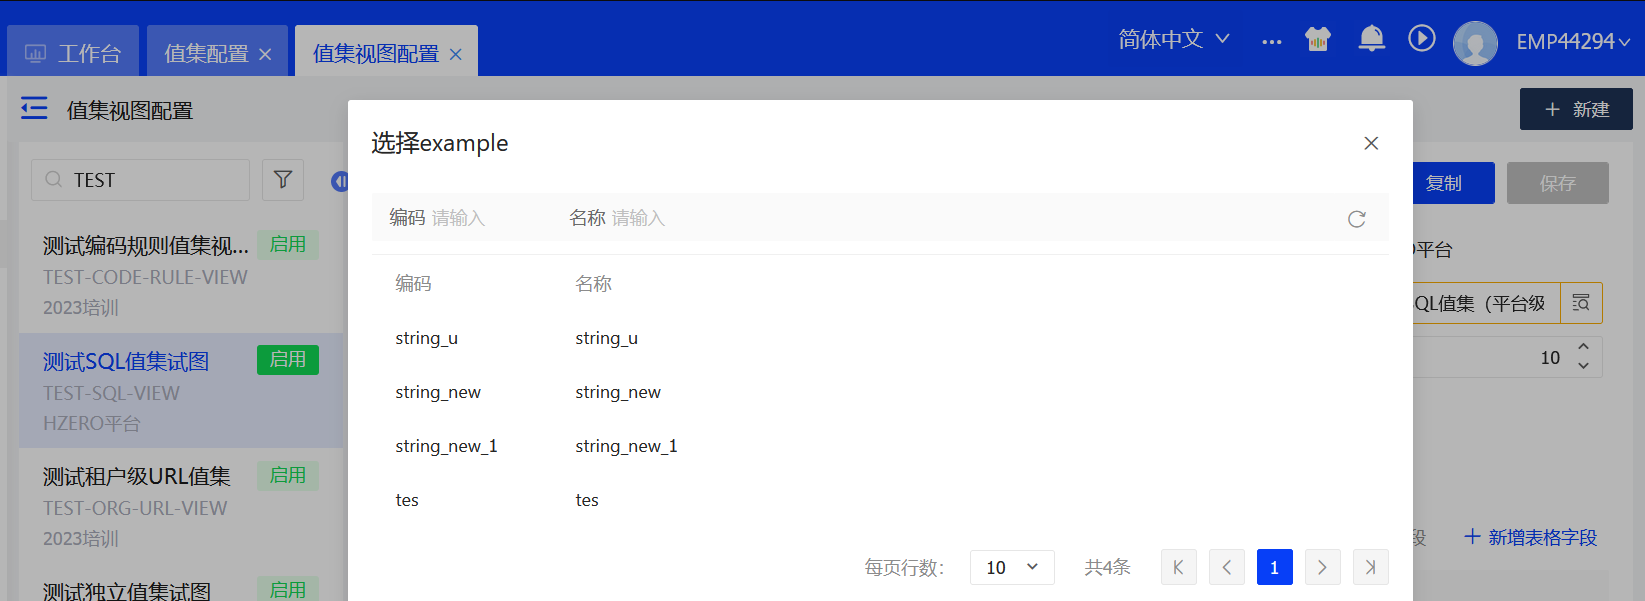 工作台 值集配置 值集视图配置 简体中文 EMP44294
值集视图配置 新建
TEST
测试编码规则值集视... 启用
TEST-CODE-RULE-VIEW
2023培训
测试SQL值集试图 启用
TEST-SQL-VIEW
HZERO平台
测试租户级URL值集 启用
TEST-ORG-URL-VIEW
2023培训
测试独立值集试图 启用
选择example
编码 请输入 名称 请输入
编码 名称
string_u string_u
string_new string_new
string_new_1 string_new_1
tes tes
每页行数: 10 共4条 1
复制 保存
平台
QL值集（平台级
10
段 新增表格字段